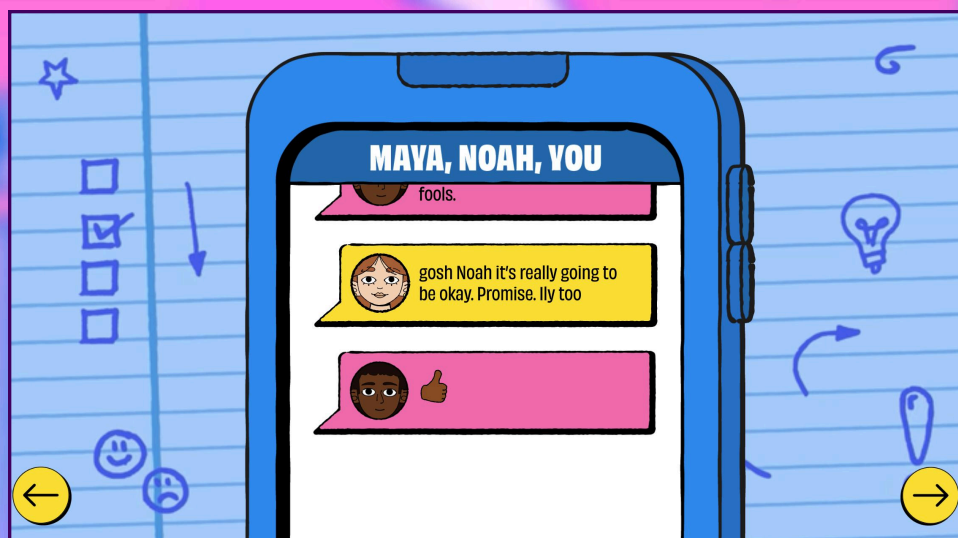 MAYA, NOAH, YOU
fools.
gosh Noah it's really going to
be okay. Promise. Ily too